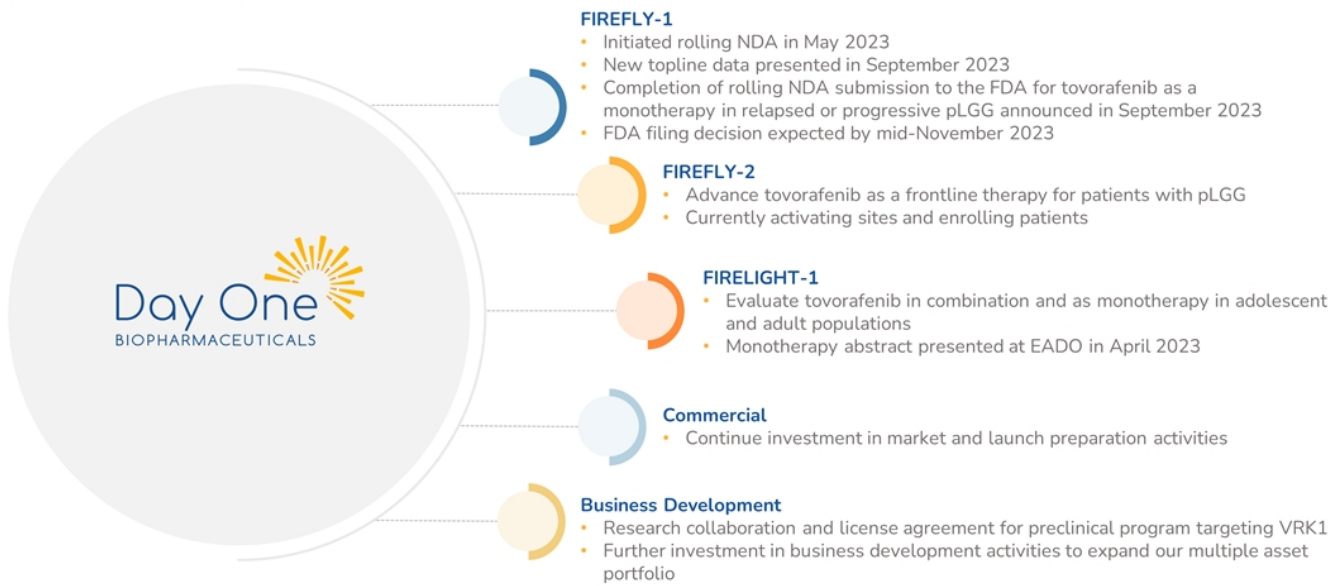 Day One
BIOPHARMACEUTICALS
FIREFLY-1
• Initiated rolling NDA in May 2023
• New topline data presented in September 2023
• Completion of rolling NDA submission to the FDA for tovorafenib as a
monotherapy in relapsed or progressive pLGG announced in September 2023
• FDA filing decision expected by mid-November 2023
FIREFLY-2
• Advance tovorafenib as a frontline therapy for patients with pLGG
• Currently activating sites and enrolling patients
FIRELIGHT-1
• Evaluate tovorafenib in combination and as monotherapy in adolescent
and adult populations
• Monotherapy abstract presented at EADO in April 2023
Commercial
• Continue investment in market and launch preparation activities
Business Development
• Research collaboration and license agreement for preclinical program targeting VRK1
• Further investment in business development activities to expand our multiple asset
portfolio